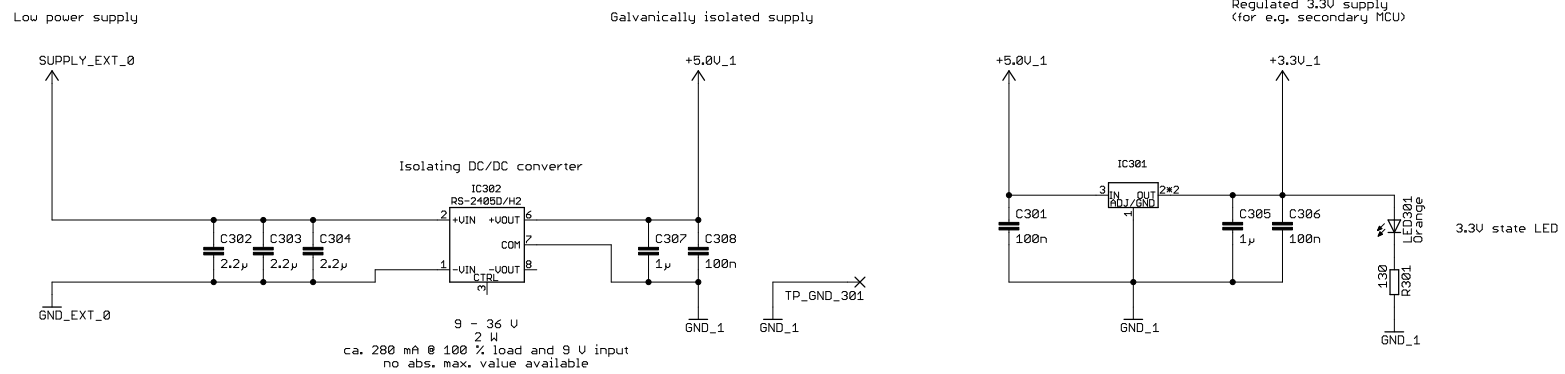 Low power supply
Galvanically isolated supply
Regulated 3.3V supply
(for e.g. secondary MCU)
SUPPLY_EXT_0
+5.0V_1
+5.0V_1
+3.3V_1
Isolating DC/DC converter
IC302
RS-2405D/H2
2 +VIN +VOUT 6
COM 7
1 -VIN -VOUT 8
CTRL
3
C302
2.2µ
C303
2.2µ
C304
2.2µ
C307
1µ
C308
100n
GND_EXT_0
GND_1
TP_GND_301
GND_1
9 - 36 V
2 W
ca. 280 mA @ 100 % load and 9 V input
no abs. max. value available
IC301
3 IN OUT 2*2
ADJ/GND
1
C301
100n
C305
1µ
C306
100n
GND_1
LED301
Orange
3.3V state LED
130
R301
GND_1